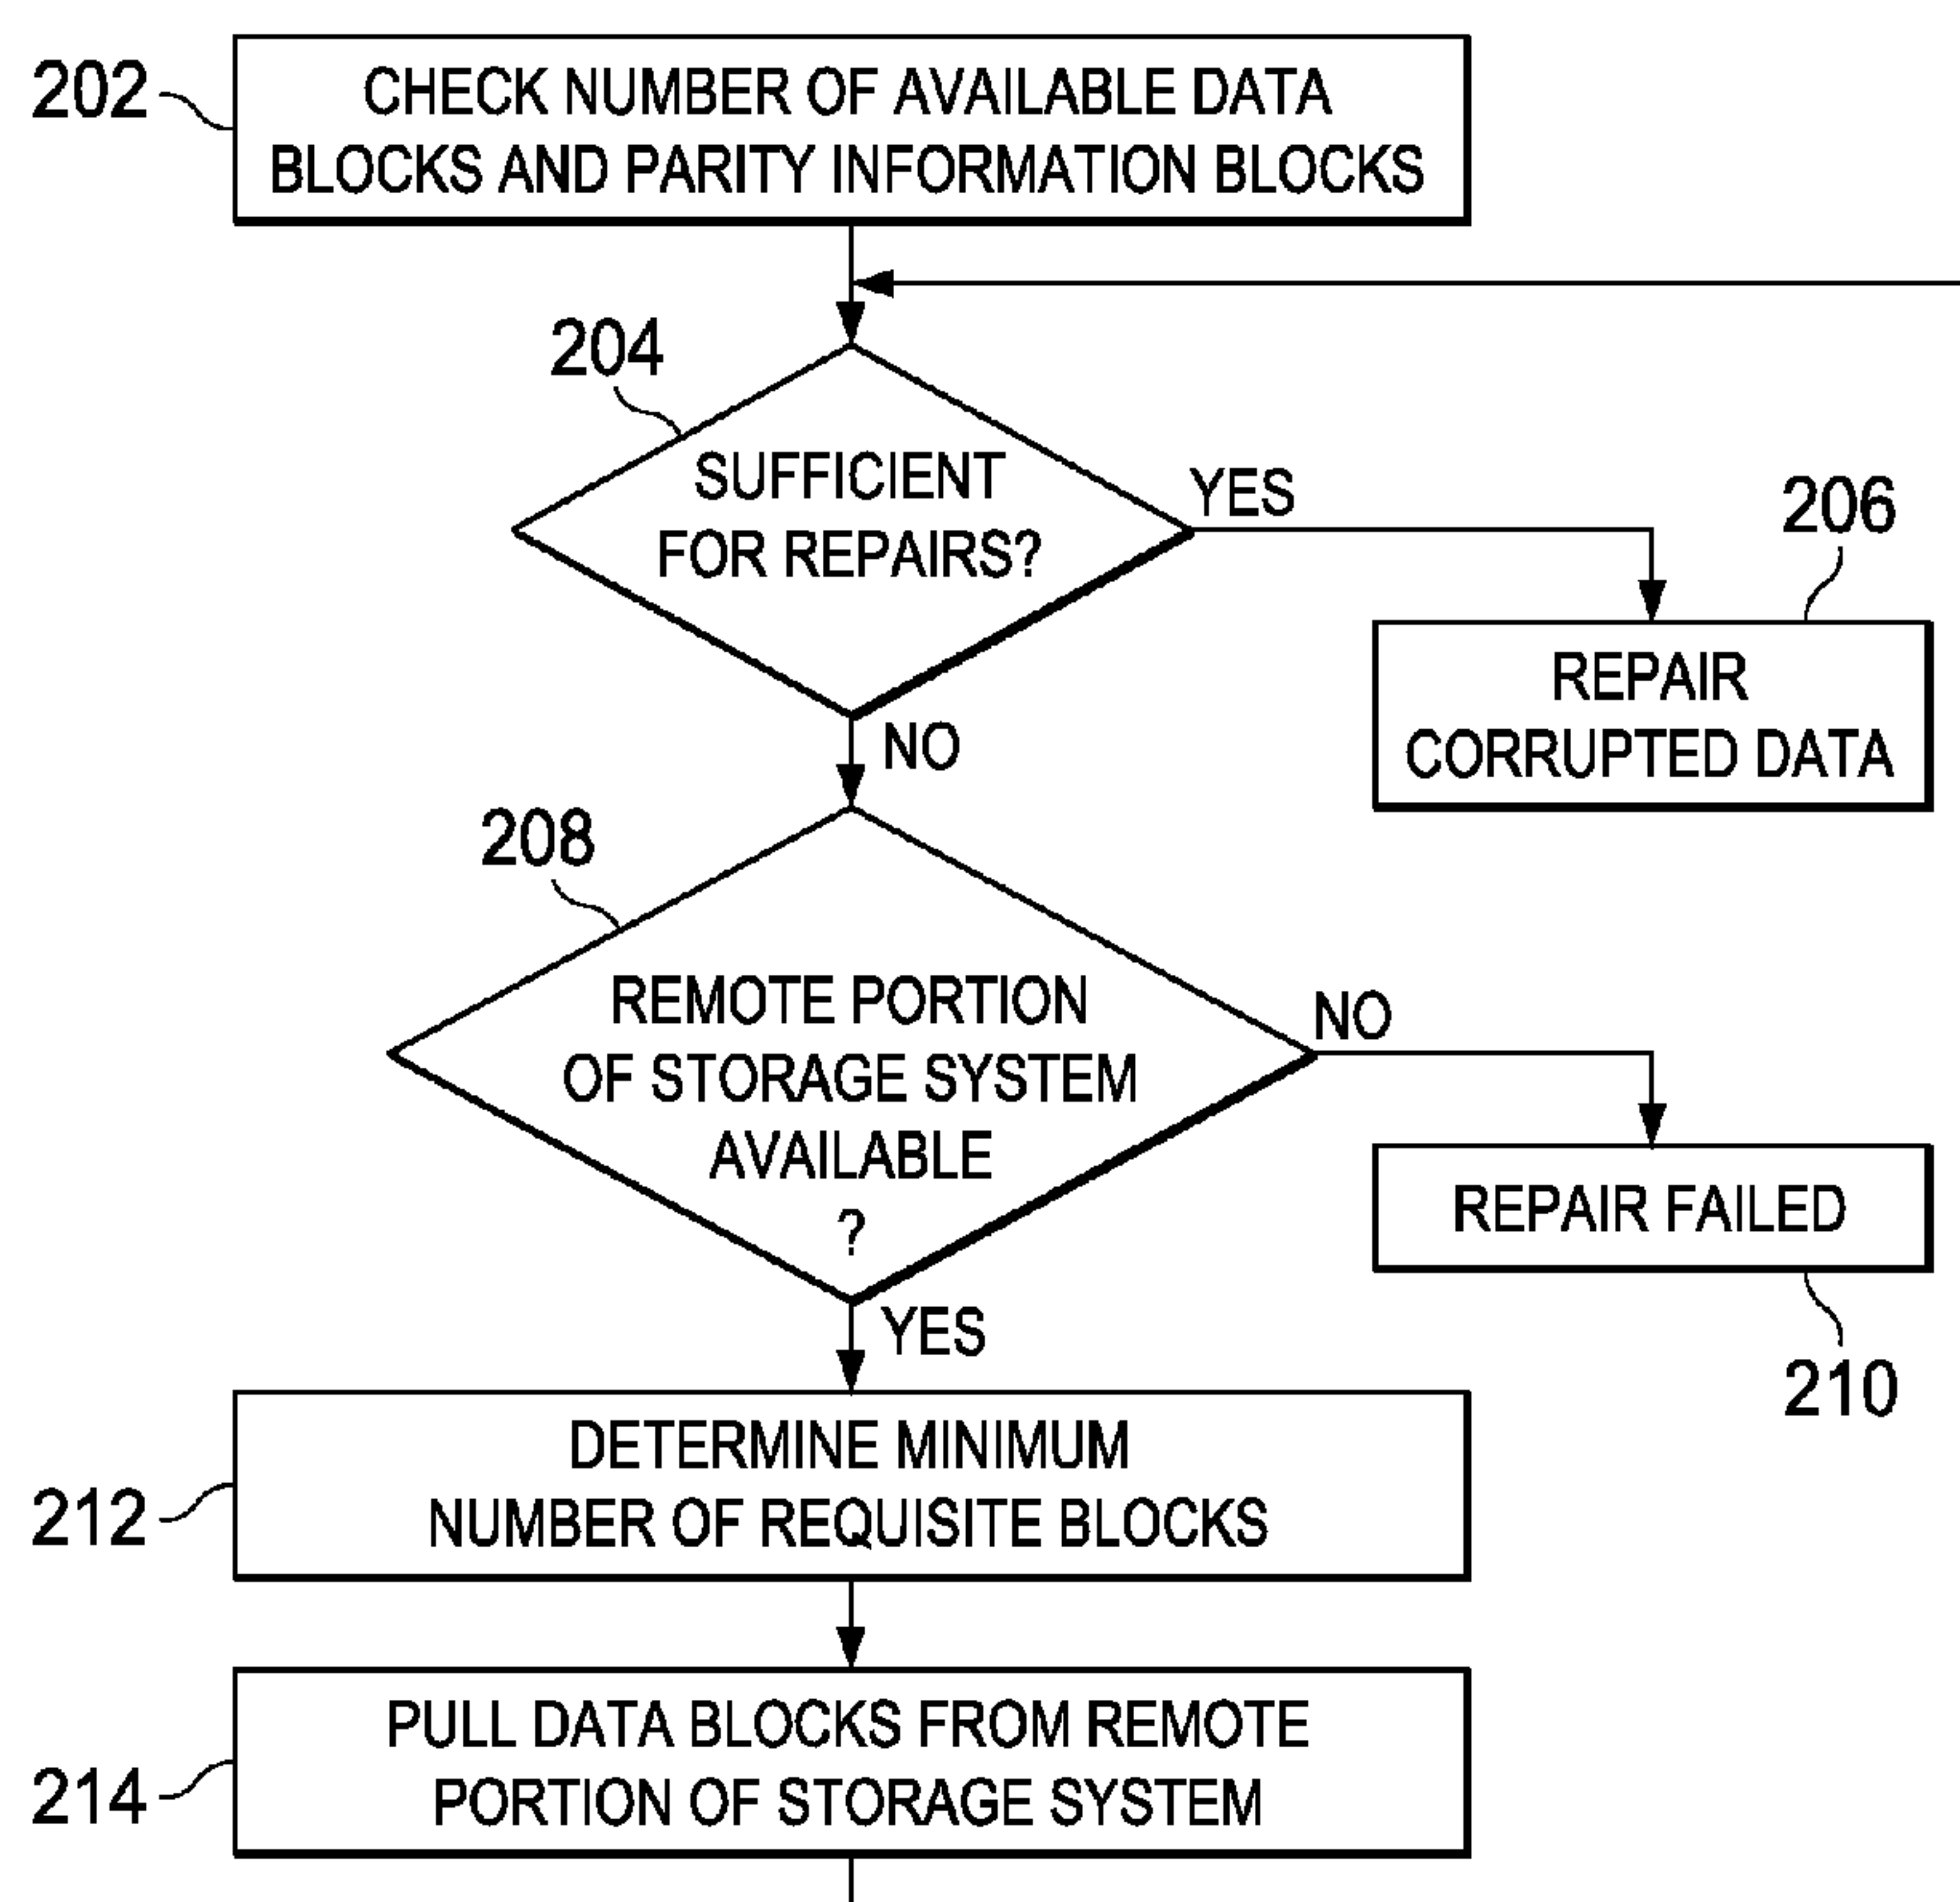 202
CHECK NUMBER OF AVAILABLE DATA
BLOCKS AND PARITY INFORMATION BLOCKS
204
SUFFICIENT
FOR REPAIRS?
YES
206
REPAIR
CORRUPTED DATA
NO
208
REMOTE PORTION
OF STORAGE SYSTEM
AVAILABLE
?
NO
REPAIR FAILED
210
YES
212
DETERMINE MINIMUM
NUMBER OF REQUISITE BLOCKS
214
PULL DATA BLOCKS FROM REMOTE
PORTION OF STORAGE SYSTEM